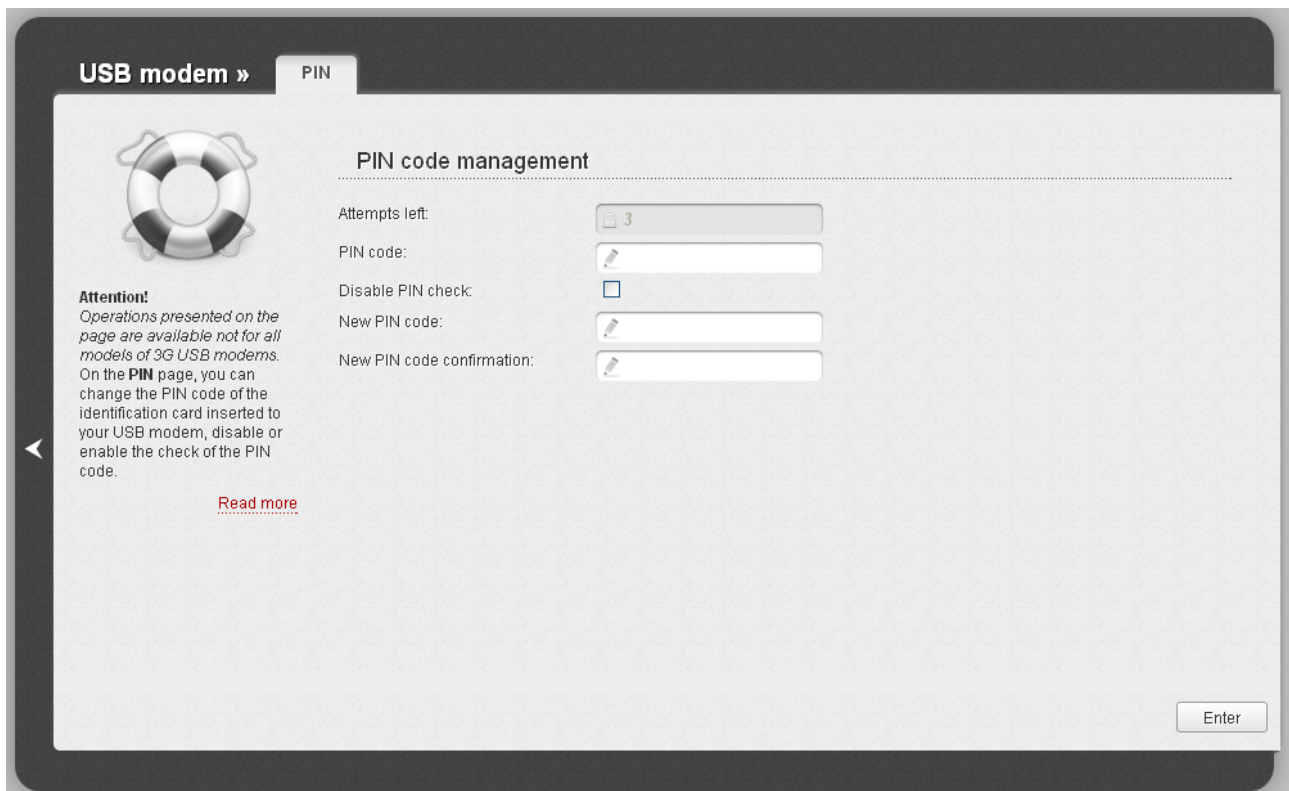 USB modem »
PIN
Attention!
Operations presented on the
page are available not for all
models of 3G USB modems.
On the PIN page, you can
change the PIN code of the
identification card inserted to
your USB modem, disable or
enable the check of the PIN
code.
Read more
PIN code management
Attempts left:
3
PIN code:
Disable PIN check:
New PIN code:
New PIN code confirmation:
Enter